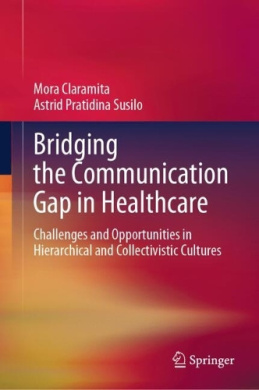 Mora Claramita
Astrid Pratidina Susilo
Bridging
the Communication
Gap in Healthcare
Challenges and Opportunities in
Hierarchical and Collectivistic Cultures
Springer